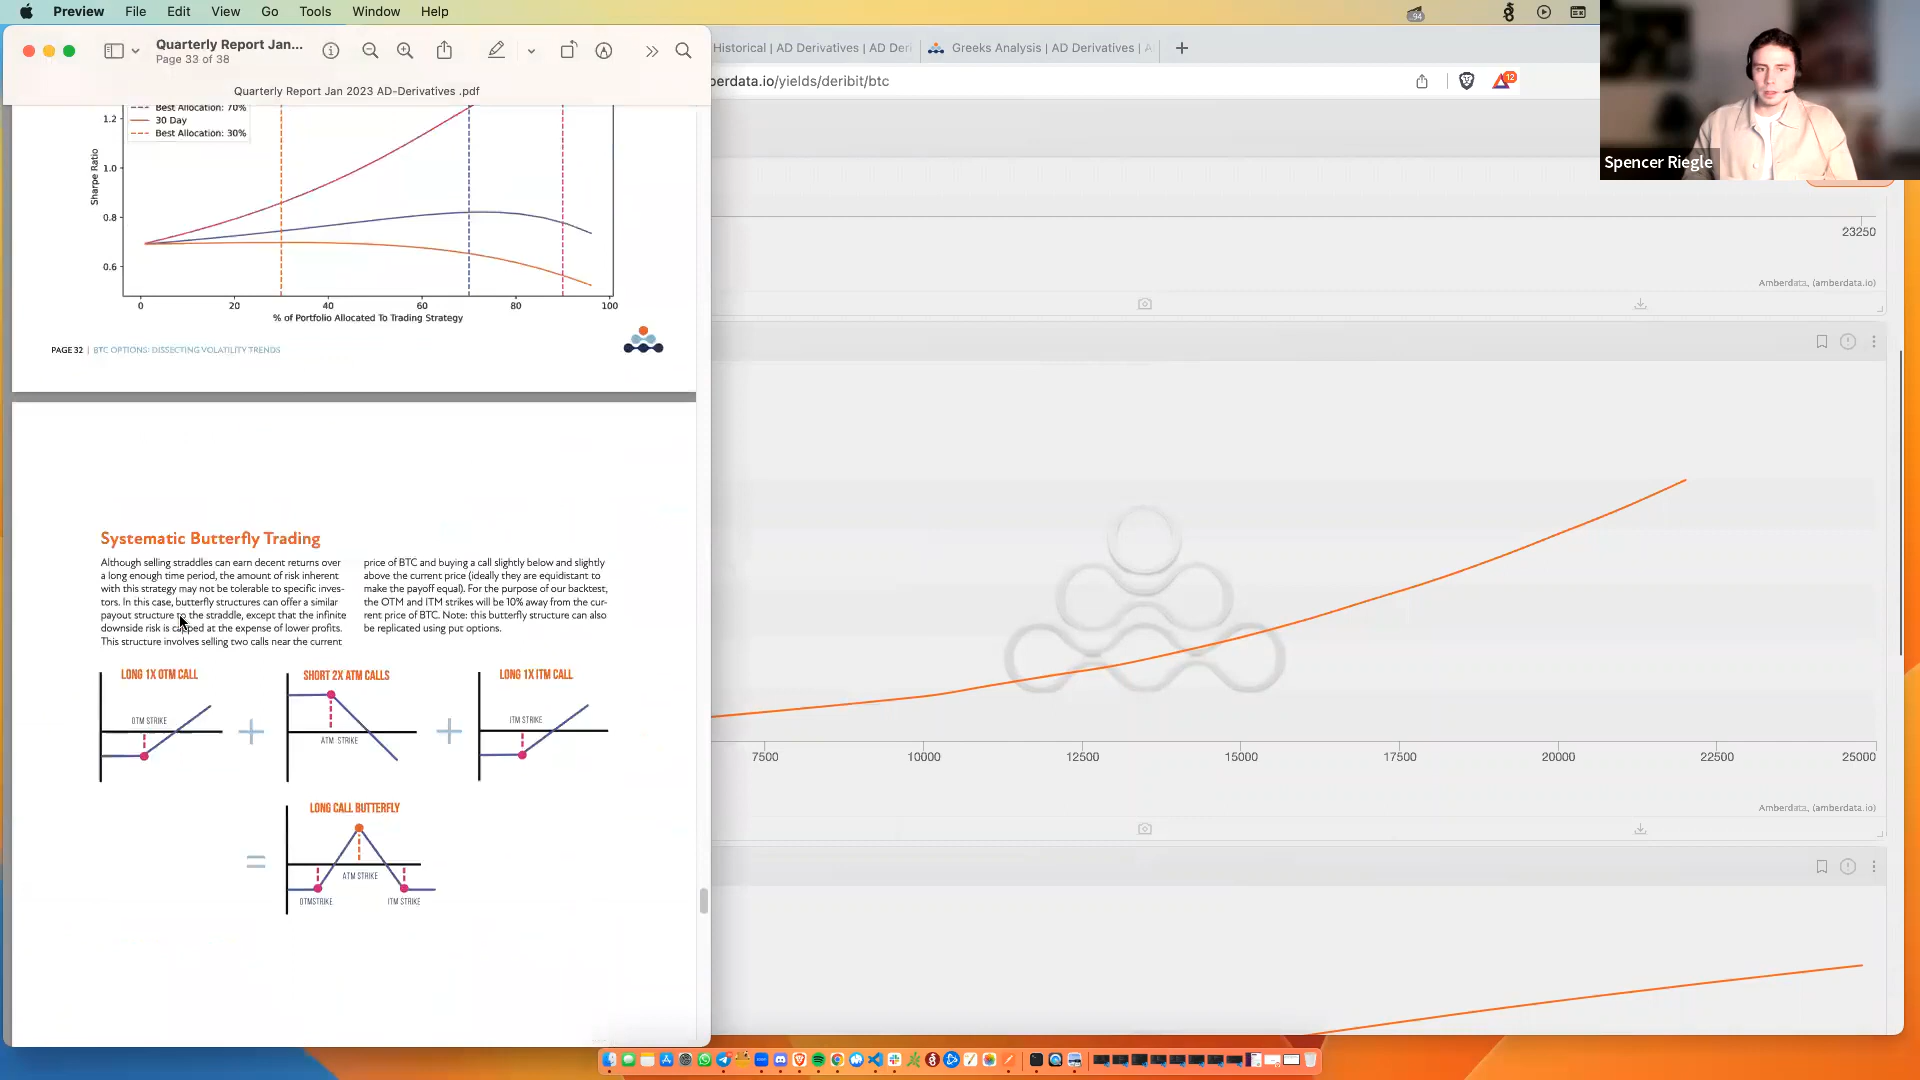 Preview File Edit View Go Tools Window Help
94
Quarterly Report Jan...
Page 33 of 38
Quarterly Report Jan 2023 AD-Derivatives .pdf
Historical | AD Derivatives | AD Der
Greeks Analysis | AD Derivatives | A
berdata.io/yields/deribit/btc
12
Spencer Riegle
Best Allocation: 70%
30 Day
Best Allocation: 30%
1.2
1.0
0.8
0.6
Sharpe Ratio
0 20 40 60 80 100
% of Portfolio Allocated To Trading Strategy
PAGE 32 | BTC OPTIONS: DISSECTING VOLATILITY TRENDS
Systematic Butterfly Trading
Although selling straddles can earn decent returns over
a long enough time period, the amount of risk inherent
with this strategy may not be tolerable to specific inves-
tors. In this case, butterfly structures can offer a similar
payout structure to the straddle, except that the infinite
downside risk is capped at the expense of lower profits.
This structure involves selling two calls near the current
price of BTC and buying a call slightly below and slightly
above the current price (ideally they are equidistant to
make the payoff equal). For the purpose of our backtest,
the OTM and ITM strikes will be 10% away from the cur-
rent price of BTC. Note: this butterfly structure can also
be replicated using put options.
LONG 1X OTM CALL
OTM STRIKE
+
SHORT 2X ATM CALLS
ATM STRIKE
+
LONG 1X ITM CALL
ITM STRIKE
=
LONG CALL BUTTERFLY
ATM STRIKE
OTMSTRIKE
ITM STRIKE
23250
Amberdata, (amberdata.io)
7500 10000 12500 15000 17500 20000 22500 25000
Amberdata, (amberdata.io)